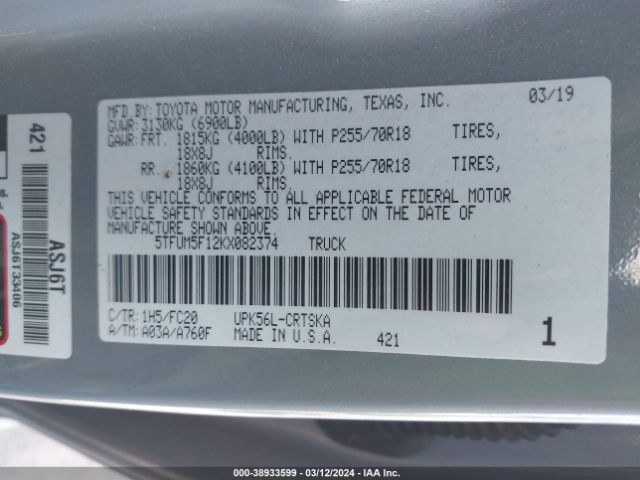 MFD BY: TOYOTA MOTOR MANUFACTURING, TEXAS, INC. 03/19
GVWR: 3130KG (6900LB)
GAWR: FRT. 1815KG (4000LB) WITH P255/70R18 TIRES,
18X8J RIMS.
RR. 1860KG (4100LB) WITH P255/70R18 TIRES,
18X8J RIMS.
THIS VEHICLE CONFORMS TO ALL APPLICABLE FEDERAL MOTOR
VEHICLE SAFETY STANDARDS IN EFFECT ON THE DATE OF
MANUFACTURE SHOWN ABOVE.
5TFUM5F12KX082374 TRUCK
C/TR: 1H5/FC20 UPK56L-CRTSKA
A/TM: A03A/A760F MADE IN U.S.A. 421 1
421
ASJ6T
ASJ6T33406
OWNER: 000 - 38933599 / 03/12/2024 - IAA Inc.